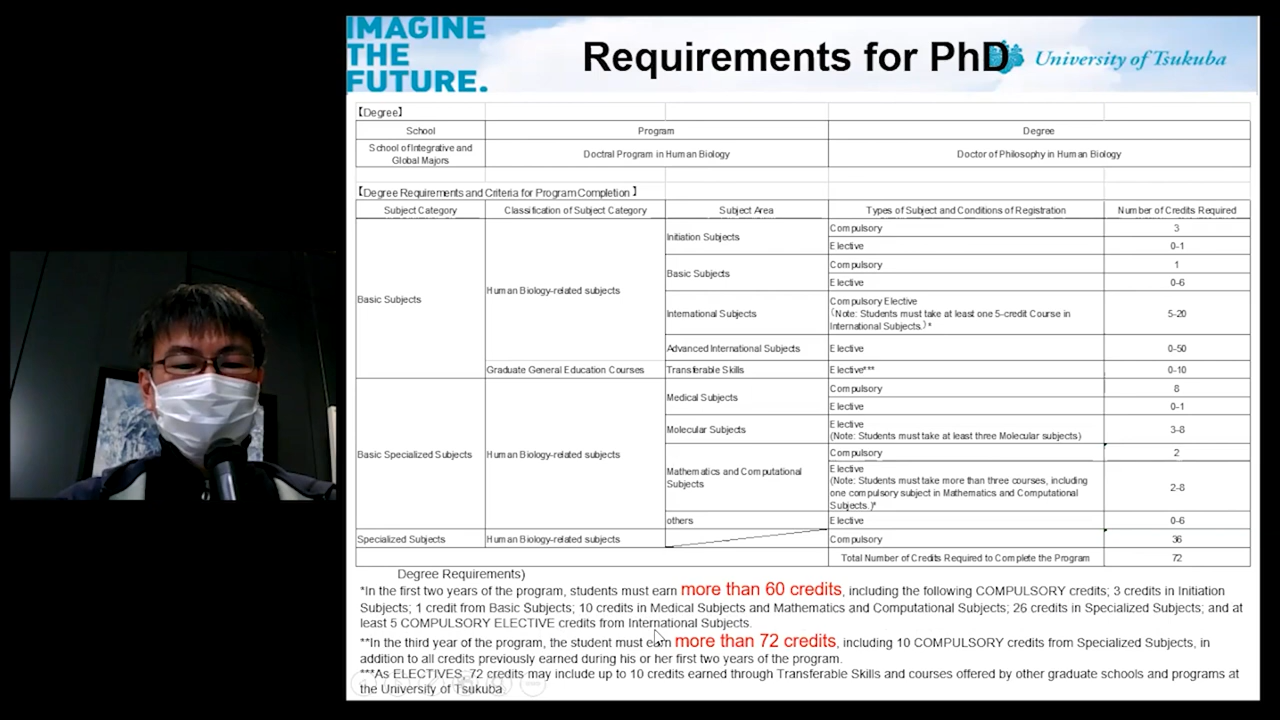 IMAGINE
THE
FUTURE.
Requirements for PhD
University of Tsukuba
【Degree】
School Program Degree
School of Integrative and
Global Majors
Doctral Program in Human Biology Doctor of Philosophy in Human Biology
【Degree Requirements and Criteria for Program Completion】
Subject Category Classification of Subject Category Subject Area Types of Subject and Conditions of Registration Number of Credits Required
Basic Subjects
Human Biology-related subjects
Initiation Subjects
Compulsory 3
Elective 0-1
Basic Subjects
Compulsory 1
Elective 0-6
International Subjects
Compulsory Elective
(Note: Students must take at least one 5-credit Course in
International Subjects.)*
5-20
Advanced International Subjects Elective 0-50
Graduate General Education Courses Transferable Skills Elective*** 0-10
Basic Specialized Subjects
Human Biology-related subjects
Medical Subjects
Compulsory 8
Elective 0-1
Molecular Subjects
Elective
(Note: Students must take at least three Molecular subjects)
3-8
Mathematics and Computational
Subjects
Compulsory 2
Elective
(Note: Students must take more than three courses, including
one compulsory subject in Mathematics and Computational
Subjects.)*
2-8
others Elective 0-6
Specialized Subjects Human Biology-related subjects Compulsory 36
Total Number of Credits Required to Complete the Program 72
Degree Requirements)
*In the first two years of the program, students must earn more than 60 credits, including the following COMPULSORY credits; 3 credits in Initiation
Subjects; 1 credit from Basic Subjects; 10 credits in Medical Subjects and Mathematics and Computational Subjects; 26 credits in Specialized Subjects; and at
least 5 COMPULSORY ELECTIVE credits from International Subjects.
**In the third year of the program, the student must earn more than 72 credits, including 10 COMPULSORY credits from Specialized Subjects, in
addition to all credits previously earned during his or her first two years of the program.
***As ELECTIVES, 72 credits may include up to 10 credits earned through Transferable Skills and courses offered by other graduate schools and programs at
the University of Tsukuba.